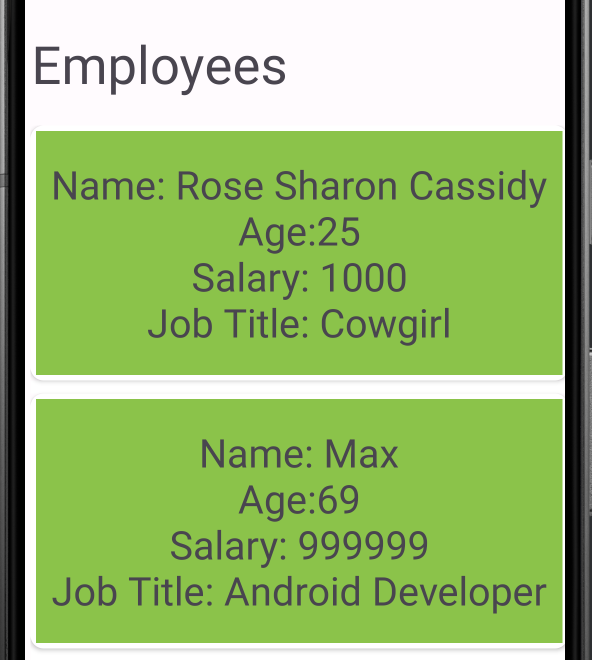 Employees
Name: Rose Sharon Cassidy
Age:25
Salary: 1000
Job Title: Cowgirl
Name: Max
Age:69
Salary: 999999
Job Title: Android Developer